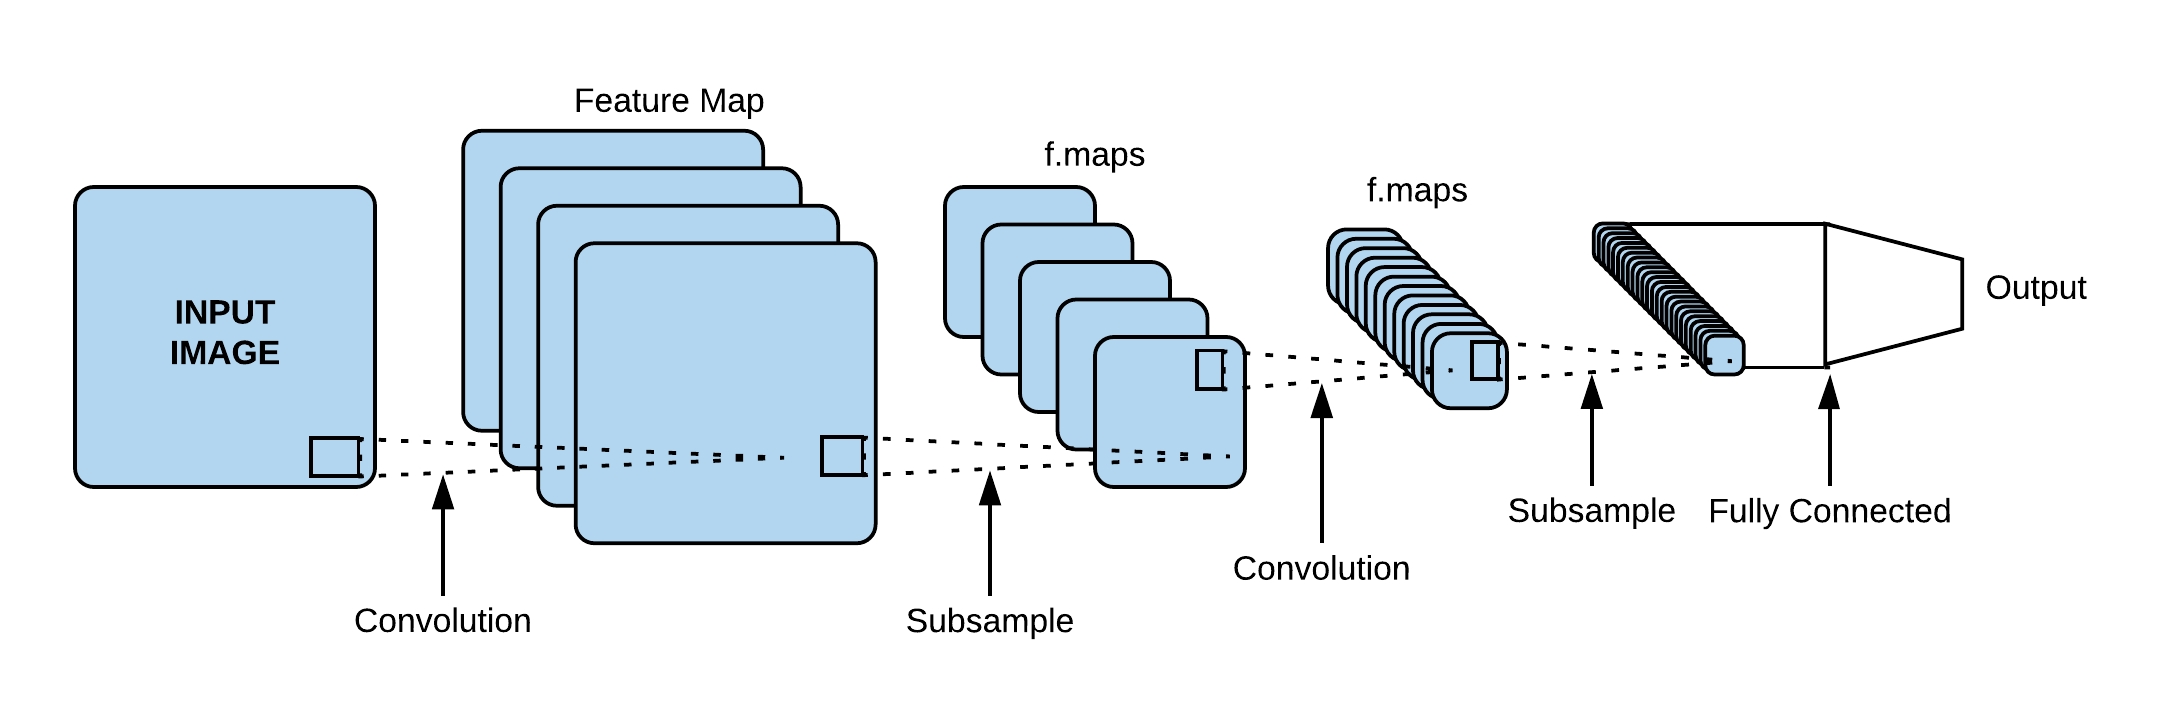 Feature Map
f.maps
f.maps
INPUT
IMAGE
Output
Convolution
Subsample
Convolution
Subsample
Fully Connected